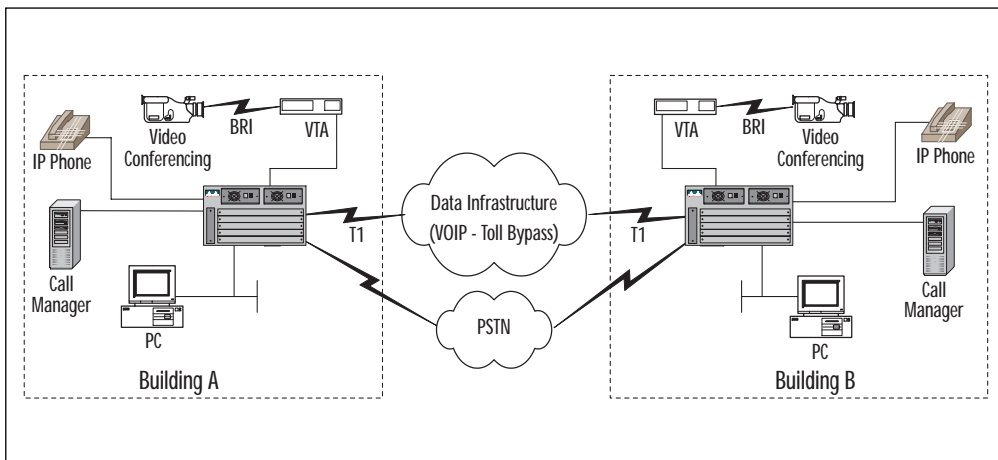 BRI
VTA
Video
Conferencing
IP Phone
Call
Manager
PC
T1
Building A
Data Infrastructure
(VOIP - Toll Bypass)
PSTN
VTA
BRI
Video
Conferencing
IP Phone
T1
Call
Manager
PC
Building B